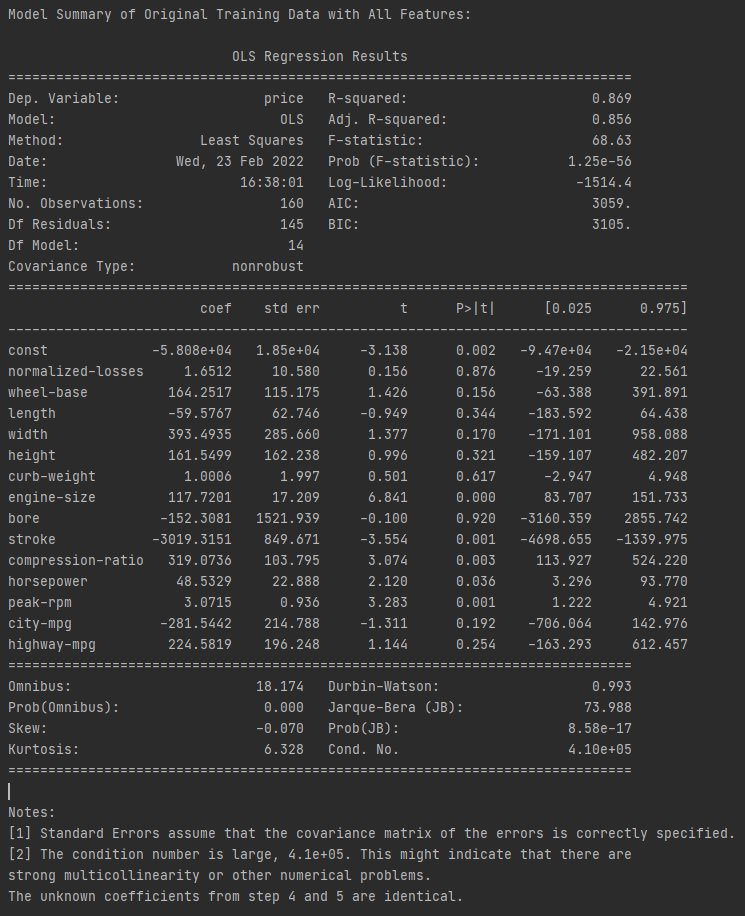 Model Summary of Original Training Data with All Features:
OLS Regression Results
==============================================================================
Dep. Variable:                  price   R-squared:                       0.869
Model:                            OLS   Adj. R-squared:                  0.856
Method:                 Least Squares   F-statistic:                     68.63
Date:                Wed, 23 Feb 2022   Prob (F-statistic):           1.25e-56
Time:                        16:38:01   Log-Likelihood:                -1514.4
No. Observations:                 160   AIC:                             3059.
Df Residuals:                     145   BIC:                             3105.
Df Model:                          14
Covariance Type:            nonrobust
=====================================================================================
                        coef    std err          t      P>|t|      [0.025      0.975]
-------------------------------------------------------------------------------------
const             -5.808e+04   1.85e+04     -3.138      0.002   -9.47e+04   -2.15e+04
normalized-losses     1.6512     10.580      0.156      0.876     -19.259      22.561
wheel-base          164.2517    115.175      1.426      0.156     -63.388     391.891
length              -59.5767     62.746     -0.949      0.344    -183.592      64.438
width               393.4935    285.660      1.377      0.170    -171.101     958.088
height              161.5499    162.238      0.996      0.321    -159.107     482.207
curb-weight           1.0006      1.997      0.501      0.617      -2.947       4.948
engine-size         117.7201     17.209      6.841      0.000      83.707     151.733
bore               -152.3081   1521.939     -0.100      0.920   -3160.359    2855.742
stroke            -3019.3151    849.671     -3.554      0.001   -4698.655   -1339.975
compression-ratio   319.0736    103.795      3.074      0.003     113.927     524.220
horsepower           48.5329     22.888      2.120      0.036       3.296      93.770
peak-rpm              3.0715      0.936      3.283      0.001       1.222       4.921
city-mpg           -281.5442    214.788     -1.311      0.192    -706.064     142.976
highway-mpg         224.5819    196.248      1.144      0.254    -163.293     612.457
==============================================================================
Omnibus:                       18.174   Durbin-Watson:                   0.993
Prob(Omnibus):                  0.000   Jarque-Bera (JB):               73.988
Skew:                          -0.070   Prob(JB):                     8.58e-17
Kurtosis:                       6.328   Cond. No.                     4.10e+05
==============================================================================
Notes:
[1] Standard Errors assume that the covariance matrix of the errors is correctly specified.
[2] The condition number is large, 4.1e+05. This might indicate that there are
strong multicollinearity or other numerical problems.
The unknown coefficients from step 4 and 5 are identical.